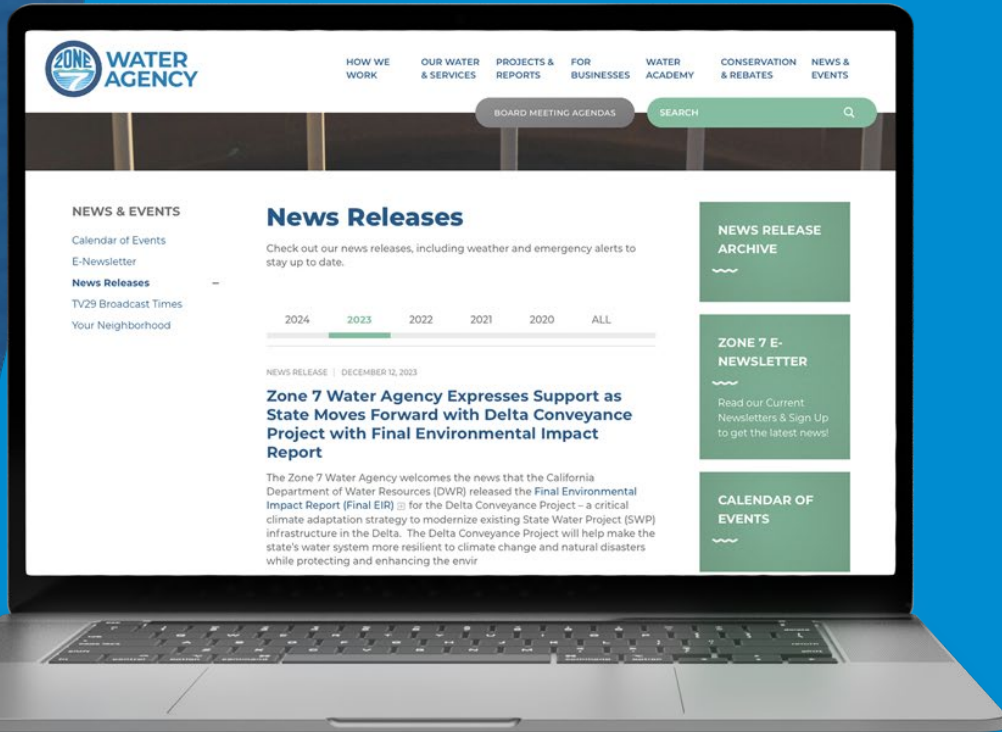 ZONE 7
WATER
AGENCY
HOW WE
WORK
OUR WATER
& SERVICES
PROJECTS &
REPORTS
FOR
BUSINESSES
WATER
ACADEMY
CONSERVATION
& REBATES
NEWS &
EVENTS
BOARD MEETING AGENDAS
SEARCH
NEWS & EVENTS
Calendar of Events
E-Newsletter
News Releases
TV29 Broadcast Times
Your Neighborhood
News Releases
Check out our news releases, including weather and emergency alerts to
stay up to date.
2024 2023 2022 2021 2020 ALL
NEWS RELEASE | DECEMBER 12, 2023
Zone 7 Water Agency Expresses Support as
State Moves Forward with Delta Conveyance
Project with Final Environmental Impact
Report
The Zone 7 Water Agency welcomes the news that the California
Department of Water Resources (DWR) released the Final Environmental
Impact Report (Final EIR) for the Delta Conveyance Project – a critical
climate adaptation strategy to modernize existing State Water Project (SWP)
infrastructure in the Delta. The Delta Conveyance Project will help make the
state's water system more resilient to climate change and natural disasters
while protecting and enhancing the envir
NEWS RELEASE
ARCHIVE
ZONE 7 E-
NEWSLETTER
Read our Current
Newsletters & Sign Up
to get the latest news!
CALENDAR OF
EVENTS